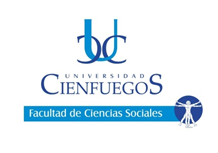 UNIVERSIDAD
CIENFUEGOS
Facultad de Ciencias Sociales